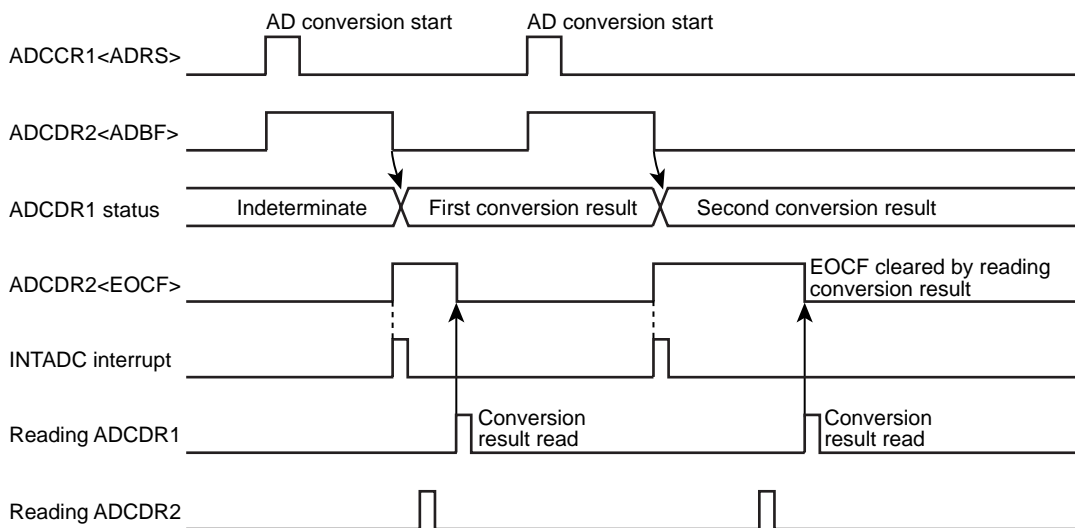 AD conversion start
AD conversion start
ADCCR1<ADRS>
ADCDR2<ADBF>
ADCDR1 status
Indeterminate
First conversion result
Second conversion result
ADCDR2<EOCF>
EOCF cleared by reading
conversion result
INTADC interrupt
Reading ADCDR1
Conversion
result read
Conversion
result read
Reading ADCDR2